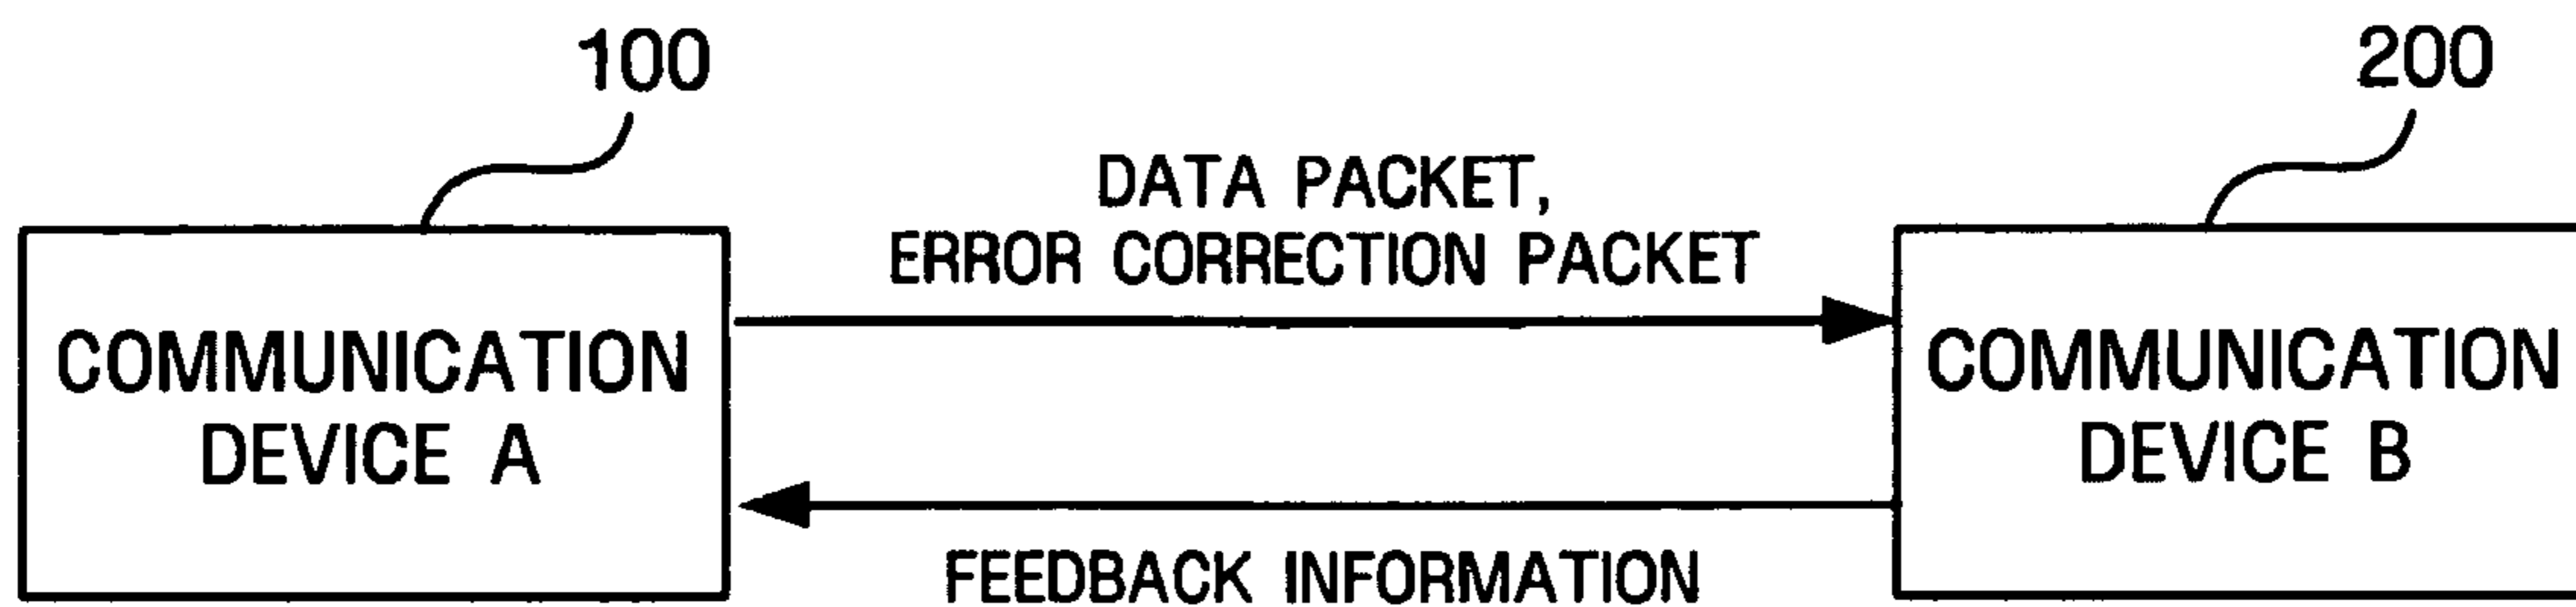 100
200
DATA PACKET,
ERROR CORRECTION PACKET
COMMUNICATION
DEVICE A
COMMUNICATION
DEVICE B
FEEDBACK INFORMATION